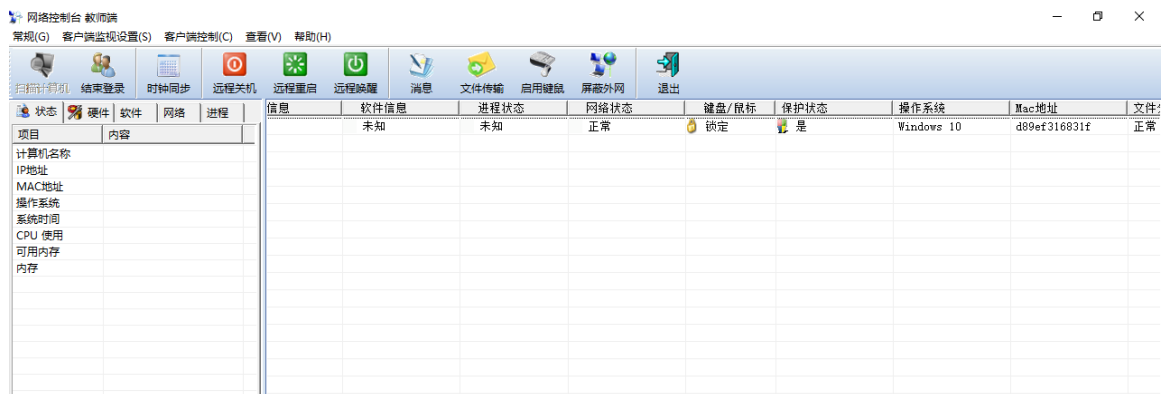 网络控制台 教师端
常规(G) 客户端监视设置(S) 客户端控制(C) 查看(V) 帮助(H)
扫描计算机 结束登录 时钟同步 远程关机 远程重启 远程唤醒 消息 文件传输 启用键鼠 屏蔽外网 退出
状态 硬件 软件 网络 进程 信息 软件信息 进程状态 网络状态 键盘/鼠标 保护状态 操作系统 Mac地址 文件
未知 未知 正常 锁定 是 Windows 10 d89ef316831f 正常
项目 内容
计算机名称
IP地址
MAC地址
操作系统
系统时间
CPU 使用
可用内存
内存